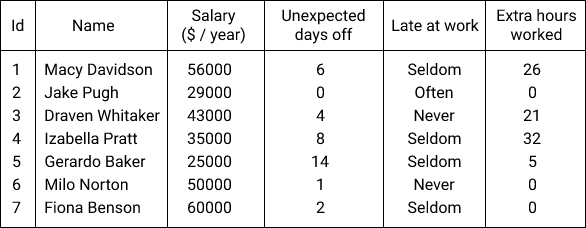 Id Name Salary ($ / year) Unexpected days off Late at work Extra hours worked
1 Macy Davidson 56000 6 Seldom 26
2 Jake Pugh 29000 0 Often 0
3 Draven Whitaker 43000 4 Never 21
4 Izabella Pratt 35000 8 Seldom 32
5 Gerardo Baker 25000 14 Seldom 5
6 Milo Norton 50000 1 Never 0
7 Fiona Benson 60000 2 Seldom 0